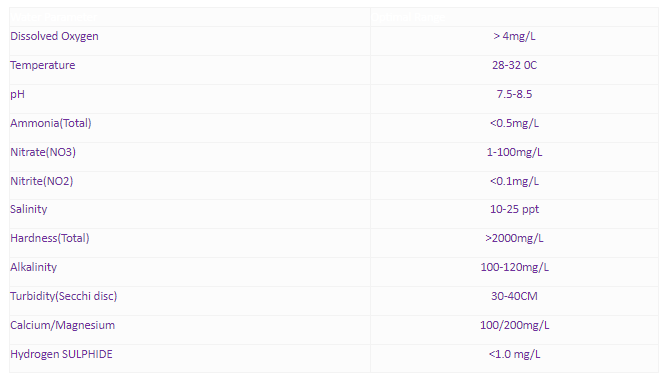 Dissolved Oxygen > 4mg/L
Temperature 28-32 0C
pH 7.5-8.5
Ammonia(Total) <0.5mg/L
Nitrate(NO3) 1-100mg/L
Nitrite(NO2) <0.1mg/L
Salinity 10-25 ppt
Hardness(Total) >2000mg/L
Alkalinity 100-120mg/L
Turbidity(Secchi disc) 30-40CM
Calcium/Magnesium 100/200mg/L
Hydrogen SULPHIDE <1.0 mg/L